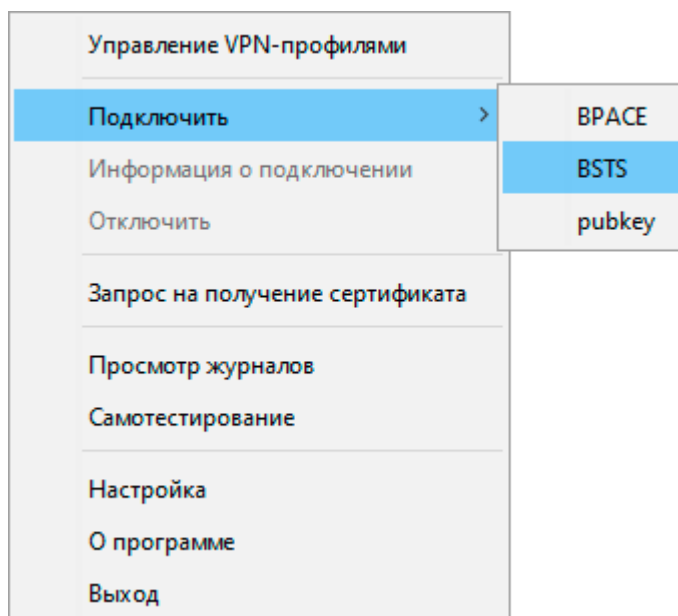 Управление VPN-профилями
Подключить
BPACE
Информация о подключении
BSTS
Отключить
pubkey
Запрос на получение сертификата
Просмотр журналов
Самотестирование
Настройка
О программе
Выход